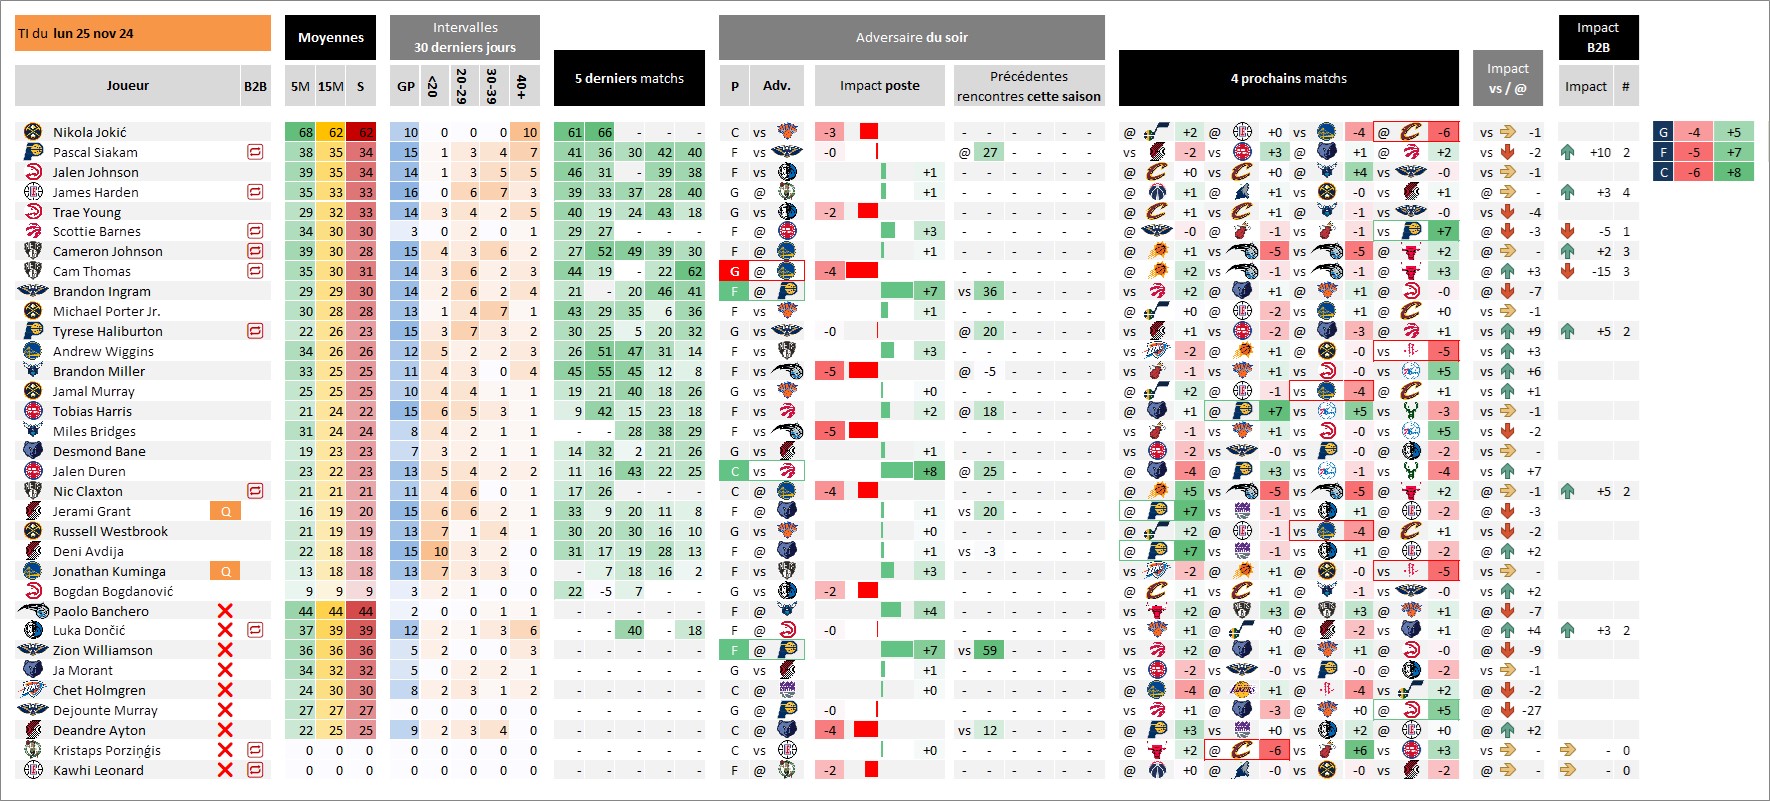 TI du lun 25 nov 24
Moyennes
Intervalles
30 derniers jours
5 derniers matchs
Adversaire du soir
4 prochains matchs
Impact
vs / @
Impact
B2B
Joueur B2B 5M 15M S GP <20 20-29 30-39 40+ P Adv. Impact poste Précédentes rencontres cette saison Impact #
Nikola Jokić 68 62 62 10 0 0 0 10 61 66 - - - C vs -3 - - - - - @ +2 @ +0 vs -4 @ -6 vs -1
Pascal Siakam 38 35 34 15 1 3 4 7 41 36 30 42 40 F vs -0 @ 27 - - - - vs -2 vs +3 @ +1 @ +2 vs -2 +10 2
Jalen Johnson 39 35 34 14 1 3 5 5 46 31 - 39 38 F vs +1 - - - - - @ +0 vs +0 @ +4 vs -0 vs -1
James Harden 35 33 33 16 0 6 7 3 39 33 37 28 40 G @ +1 - - - - - @ +1 @ +1 vs -0 vs +1 @ - +3 4
Trae Young 29 32 33 14 3 4 2 5 40 19 24 43 18 G vs -2 - - - - - @ +1 vs +1 @ -1 vs -0 vs -4
Scottie Barnes 34 30 30 3 0 2 0 1 29 27 - - - F @ +3 - - - - - @ -0 @ -1 vs -1 vs +7 @ -3 -5 1
Cameron Johnson 39 30 28 15 4 3 6 2 27 52 49 39 30 F @ +1 - - - - - @ +1 vs -5 vs -5 @ +2 @ - +2 3
Cam Thomas 35 30 31 14 3 6 2 3 44 19 - 22 62 G @ -4 - - - - - @ +2 vs -1 vs -1 @ +3 @ +3 -15 3
Brandon Ingram 29 29 30 14 2 6 2 4 21 - 20 46 41 F @ +7 vs 36 - - - - vs +2 @ +1 @ +1 @ -0 @ -7
Michael Porter Jr. 30 28 28 13 1 4 7 1 43 29 35 6 36 F vs +1 - - - - - @ +0 @ -2 vs +1 @ +0 vs -1
Tyrese Haliburton 22 26 23 15 3 7 3 2 30 25 5 20 32 G vs -0 @ 20 - - - - vs +1 vs -2 @ -3 @ +1 vs +9 +5 2
Andrew Wiggins 34 26 26 12 5 2 2 3 26 51 47 31 14 F vs +3 - - - - - vs -2 @ +1 @ -0 vs -5 vs +3
Brandon Miller 33 25 25 11 4 3 0 4 45 55 45 12 8 F vs -5 @ -5 - - - - vs -1 vs +1 vs -0 vs +5 vs +6
Jamal Murray 25 25 25 10 4 4 1 1 19 21 40 18 26 G vs +0 - - - - - @ +2 @ -1 vs -4 @ +1 vs +1
Tobias Harris 21 24 22 15 6 5 3 1 9 42 15 23 18 F vs +2 @ 18 - - - - @ +1 @ +7 vs +5 vs -3 vs -1
Miles Bridges 31 24 24 8 4 2 1 1 - - 28 38 29 F vs -5 - - - - - vs -1 vs +1 vs -0 vs +5 vs -2
Desmond Bane 19 23 23 7 3 2 1 1 14 32 2 21 26 G vs +1 - - - - - vs -2 vs -0 vs -0 @ -2 vs -
Jalen Duren 23 22 23 13 5 4 2 2 11 16 43 22 25 C vs +8 @ 25 - - - - @ -4 @ +3 vs -1 vs -4 vs +7
Nic Claxton 21 21 21 11 4 6 0 1 17 26 - - - C @ -4 - - - - - @ +5 vs -5 vs -5 @ +2 @ -1 +5 2
Jerami Grant Q 16 19 20 15 6 6 2 1 33 9 20 11 8 F @ +1 vs 20 - - - - @ +7 vs -1 vs +1 @ -2 @ -3
Russell Westbrook 21 19 19 13 7 1 4 1 30 20 30 16 10 G vs +0 - - - - - @ +2 @ -1 vs -4 @ +1 vs -2
Deni Avdija 22 18 18 15 10 3 2 0 31 17 19 28 13 F @ +1 vs -3 - - - - @ +7 vs -1 vs +1 @ -2 @ +2
Jonathan Kuminga Q 13 18 18 13 7 3 3 0 - 7 18 16 2 F vs +3 - - - - - vs -2 @ +1 @ -0 vs -5 vs -
Bogdan Bogdanović 9 9 9 3 2 1 0 0 22 -5 7 - - G vs -2 - - - - - @ +1 vs +1 @ -1 vs -0 vs +2
Paolo Banchero 44 44 44 2 0 0 1 1 - - - - - F @ +4 - - - - - vs +2 @ +3 @ +3 @ +1 @ -7
Luka Dončić 37 39 39 12 2 1 3 6 - - 40 - 18 F @ -0 - - - - - vs +1 @ +0 @ -2 vs +1 @ +4 +3 2
Zion Williamson 36 36 36 5 2 0 0 3 - - - - - F @ +7 vs 59 - - - - vs +2 @ +1 @ +1 @ -0 @ -9
Ja Morant 34 32 32 5 0 2 2 1 - - - - - G vs +1 - - - - - vs -2 vs -0 vs -0 @ -2 vs +1
Chet Holmgren 24 30 30 8 2 3 1 2 - - - - - C @ +0 - - - - - @ -4 @ +1 @ -4 vs +2 @ -2
Dejounte Murray 27 27 27 0 0 0 0 - - - - - G @ -0 - - - - - vs +1 @ -3 @ +0 @ +5 @ -27
Deandre Ayton 22 25 25 9 2 3 4 0 - - - - - C @ -4 vs 12 - - - - @ +3 vs +0 vs +2 @ +0 @ +2
Kristaps Porziņģis 0 0 0 0 0 0 0 - - - - - C vs +0 - - - - - @ +2 @ -6 vs +6 vs +3 vs - - 0
Kawhi Leonard 0 0 0 0 0 0 0 - - - - - F @ -2 - - - - - @ +0 @ -0 vs -0 vs -2 @ - - 0
G -4 +5
F -5 +7
C -6 +8